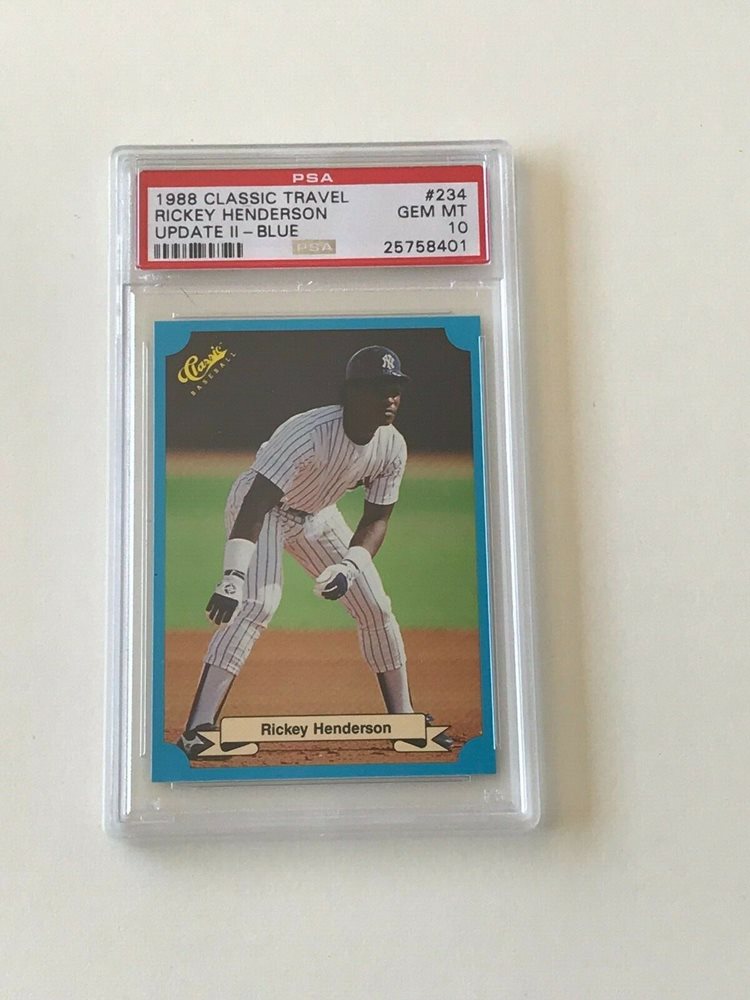 PSA
1988 CLASSIC TRAVEL #234
RICKEY HENDERSON GEM MT
UPDATE II - BLUE PSA 10
25758401
Classic
BASEBALL
NY
Rickey Henderson